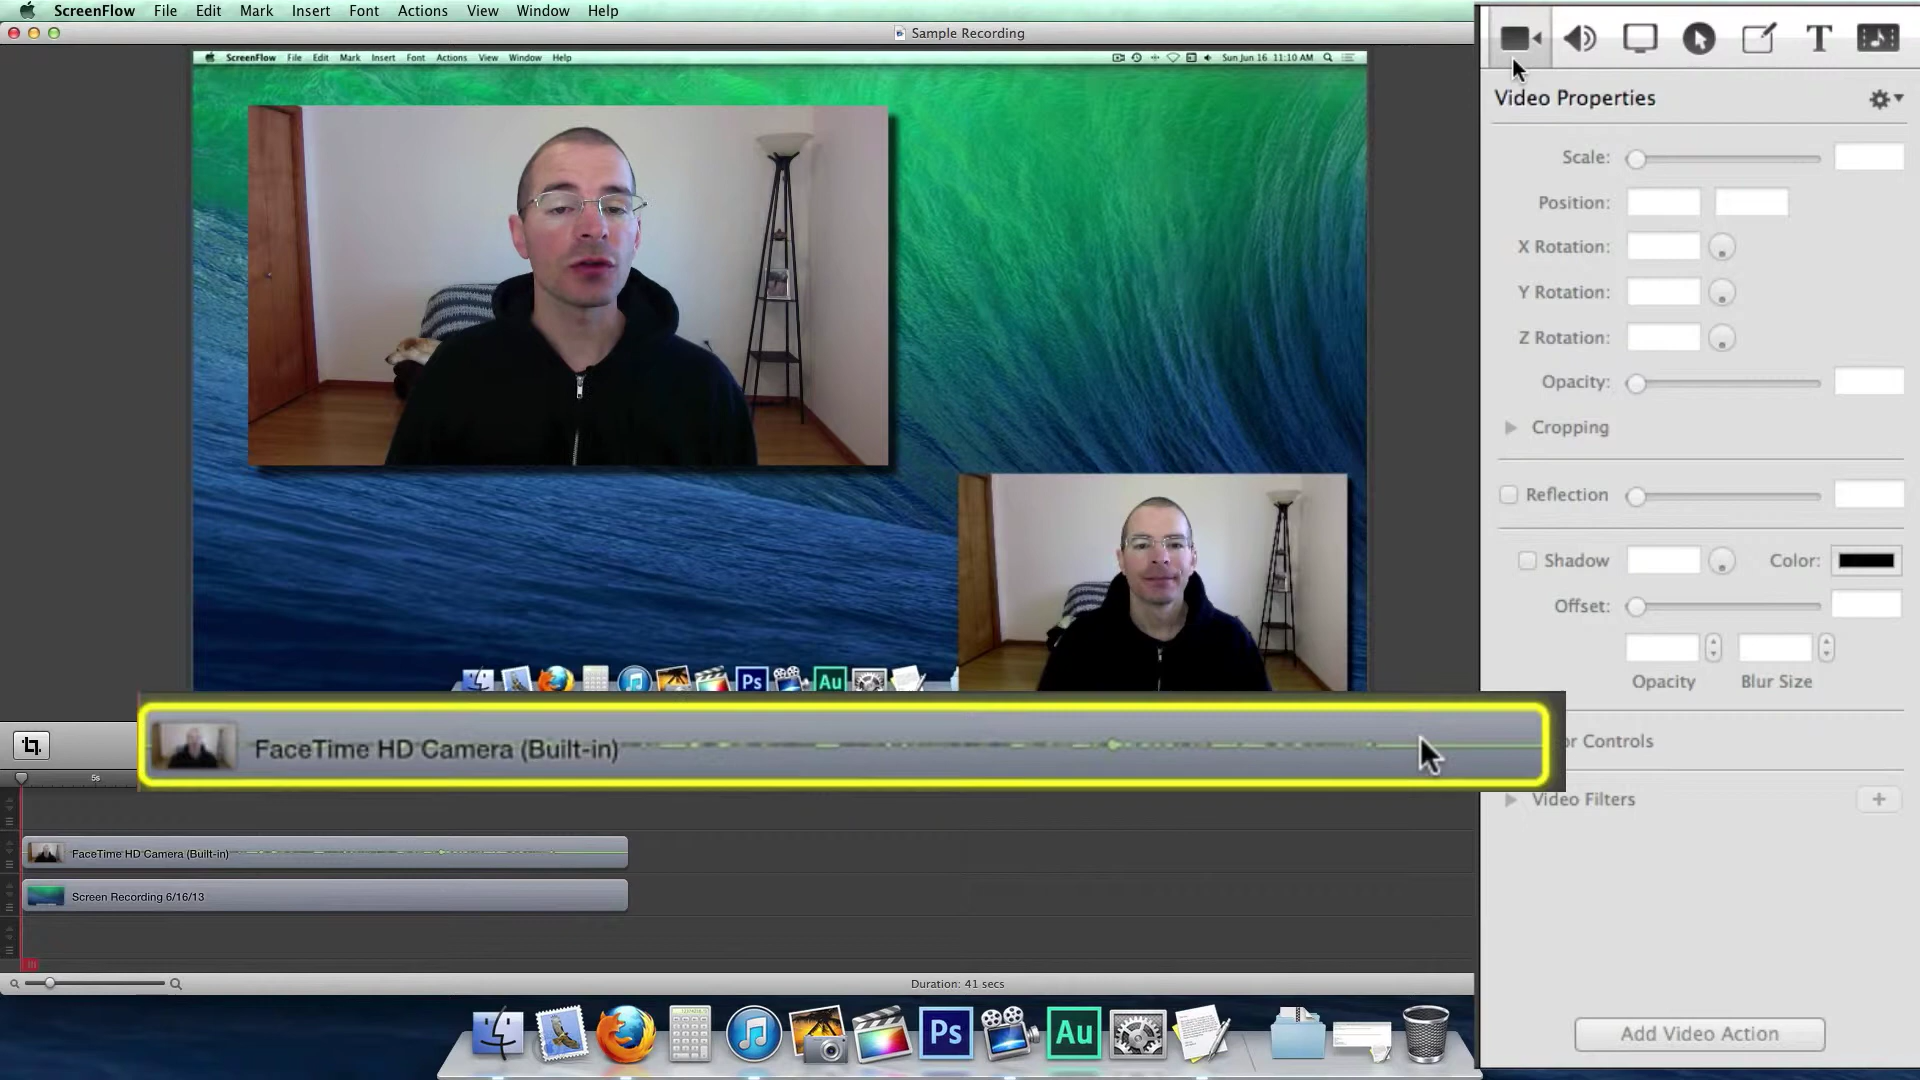 ScreenFlow File Edit Mark Insert Font Actions View Window Help
Sample Recording
ScreenFlow File Edit Mark Insert Font Actions View Window Help Sun Jun 16 11:10 AM
T
Video Properties
Scale:
Position:
X Rotation:
Y Rotation:
Z Rotation:
Opacity:
Cropping
Reflection
Shadow Color:
Offset:
Opacity Blur Size
Ps Au
FaceTime HD Camera (Built-in)
or Controls
5s
Video Filters
FaceTime HD Camera (Built-in)
Screen Recording 6/16/13
Duration: 41 secs
Ps Au
Add Video Action